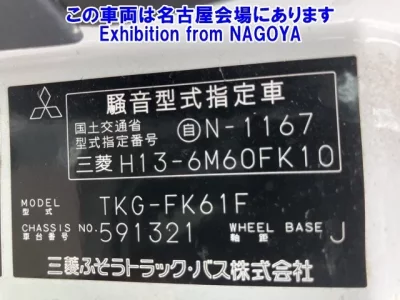 この車両は名古屋会場にあります
Exhibition from NAGOYA
騒音型式指定車
国土交通省
型式指定番号 自 N-1167
三菱 H13-6M60FK10
MODEL
型式 TKG-FK61F
CHASSIS NO. 591321 WHEEL BASE J
車台番号 軸距
三菱ふそうトラック・バス株式会社